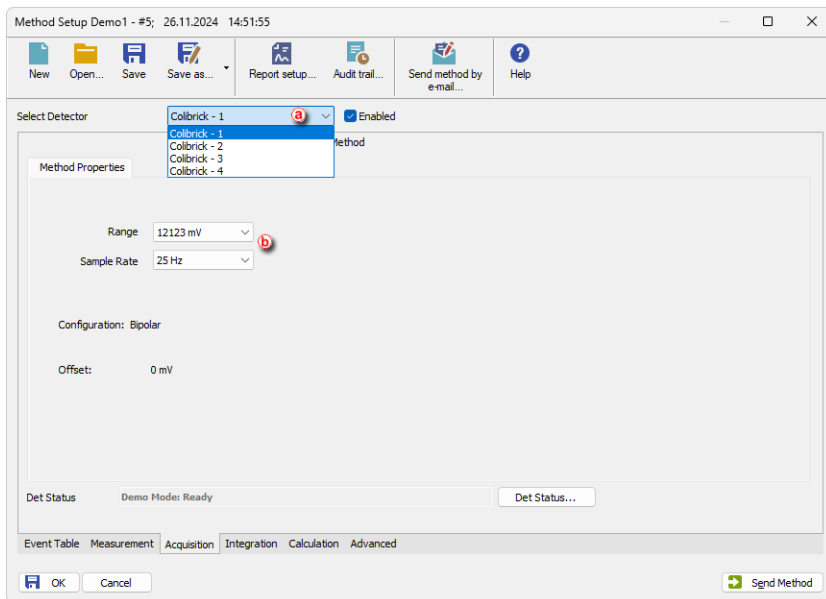 Method Setup Demo1 - #5; 26.11.2024 14:51:55
New Open... Save Save as... Report setup... Audit trail... Send method by e-mail... Help
Select Detector Colibrick - 1 a Enabled
Colibrick - 1
Colibrick - 2
Colibrick - 3
Colibrick - 4
Method
Method Properties
Range 12123 mV
b
Sample Rate 25 Hz
Configuration: Bipolar
Offset: 0 mV
Det Status Demo Mode: Ready Det Status...
Event Table Measurement Acquisition Integration Calculation Advanced
OK Cancel Send Method